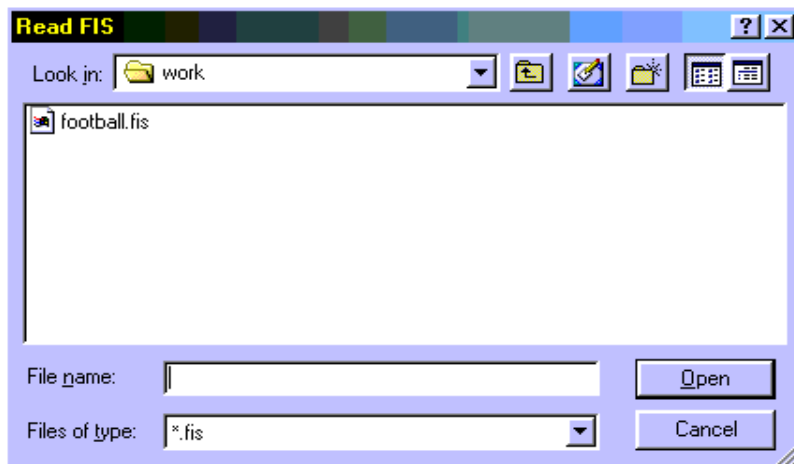 Read FIS
Look in: work
football.fis
File name: Open
Files of type: *.fis Cancel